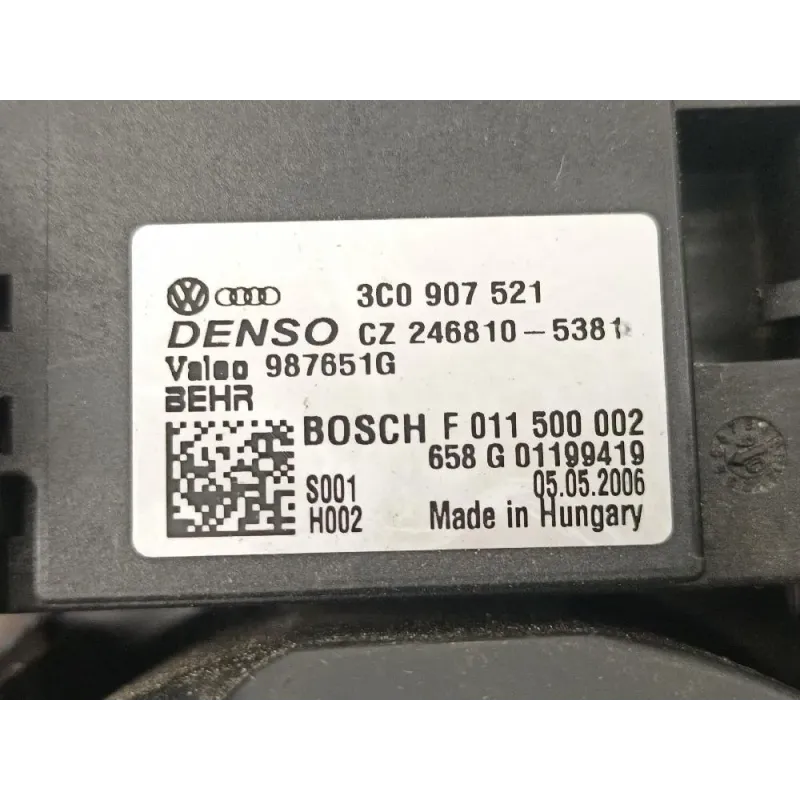 3C0 907 521
DENSO CZ 246810-5381
Valeo 987651G
BEHR
BOSCH F 011 500 002
658 G 01199419
S001 05.05.2006
H002 Made in Hungary